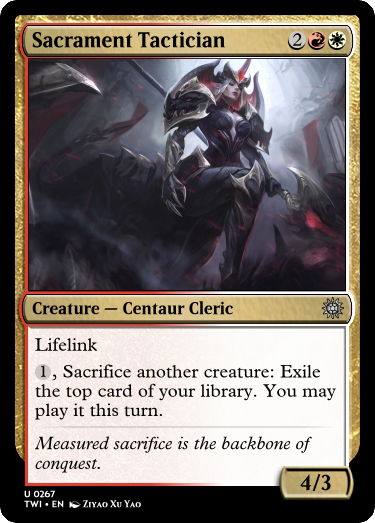 Sacrament Tactician 2
Creature — Centaur Cleric
Lifelink
1, Sacrifice another creature: Exile
the top card of your library. You may
play it this turn.
Measured sacrifice is the backbone of
conquest.
4/3
U 0267
TWI • EN Ziyao Xu Yao